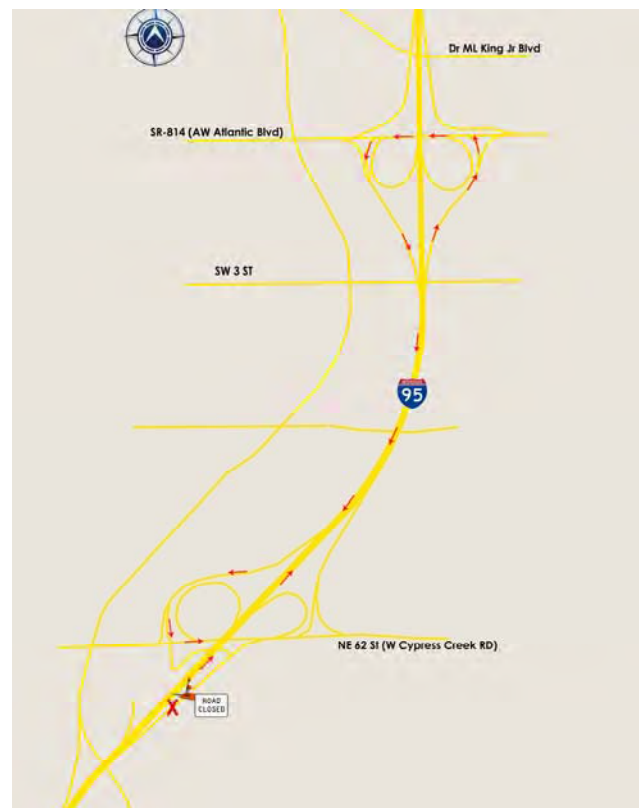 Dr ML King Jr Blvd
SR-814 (AW Atlantic Blvd)
SW 3 ST
95
NE 62 St (W Cypress Creek RD)
X
ROAD
CLOSED